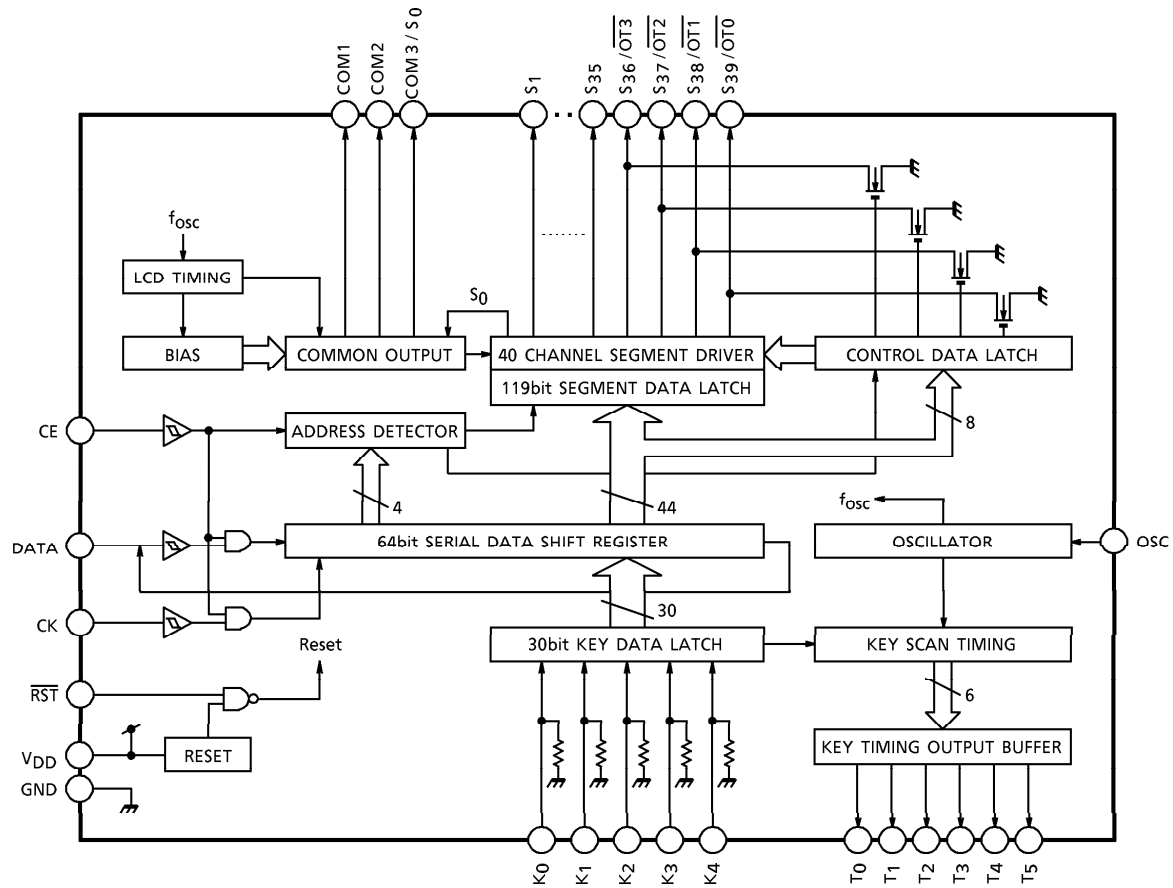 COM1
COM2
COM3/S0
S1
S35
S36/OT3
S37/OT2
S38/OT1
S39/OT0
fosc
LCD TIMING
S0
BIAS
COMMON OUTPUT
40 CHANNEL SEGMENT DRIVER
CONTROL DATA LATCH
119bit SEGMENT DATA LATCH
CE
ADDRESS DETECTOR
8
4
44
fosc
DATA
64bit SERIAL DATA SHIFT REGISTER
OSCILLATOR
OSC
30
CK
Reset
30bit KEY DATA LATCH
KEY SCAN TIMING
RST
6
VDD
RESET
KEY TIMING OUTPUT BUFFER
GND
K0
K1
K2
K3
K4
T0
T1
T2
T3
T4
T5